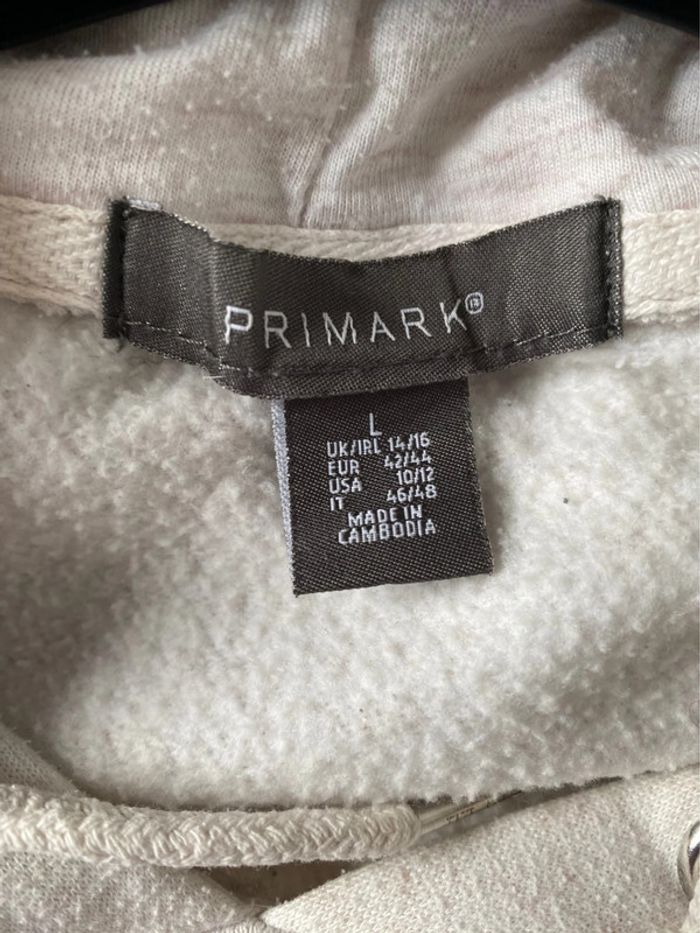 PRIMARK®
L
UK/IRL 14/16
EUR 42/44
USA 10/12
IT 46/48
MADE IN
CAMBODIA